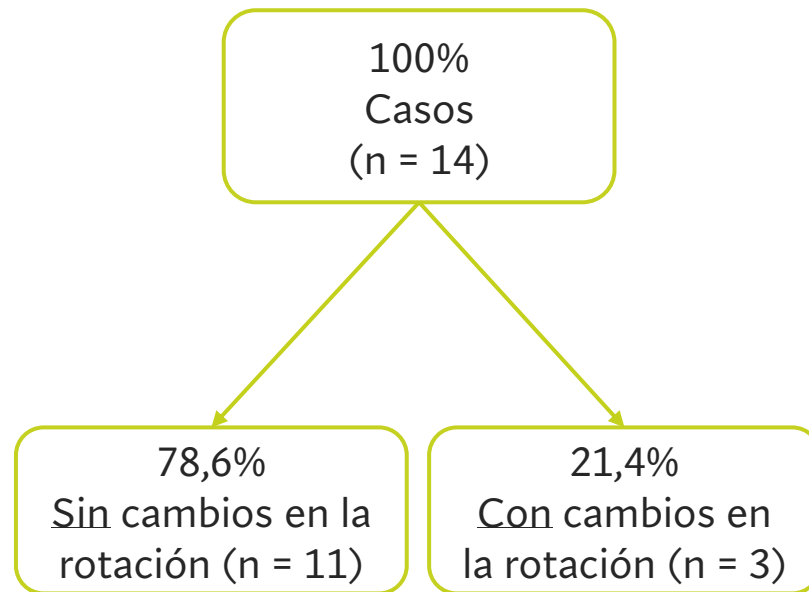 100%
Casos
(n = 14)
78,6%
Sin cambios en la
rotación (n = 11)
21,4%
Con cambios en
la rotación (n = 3)